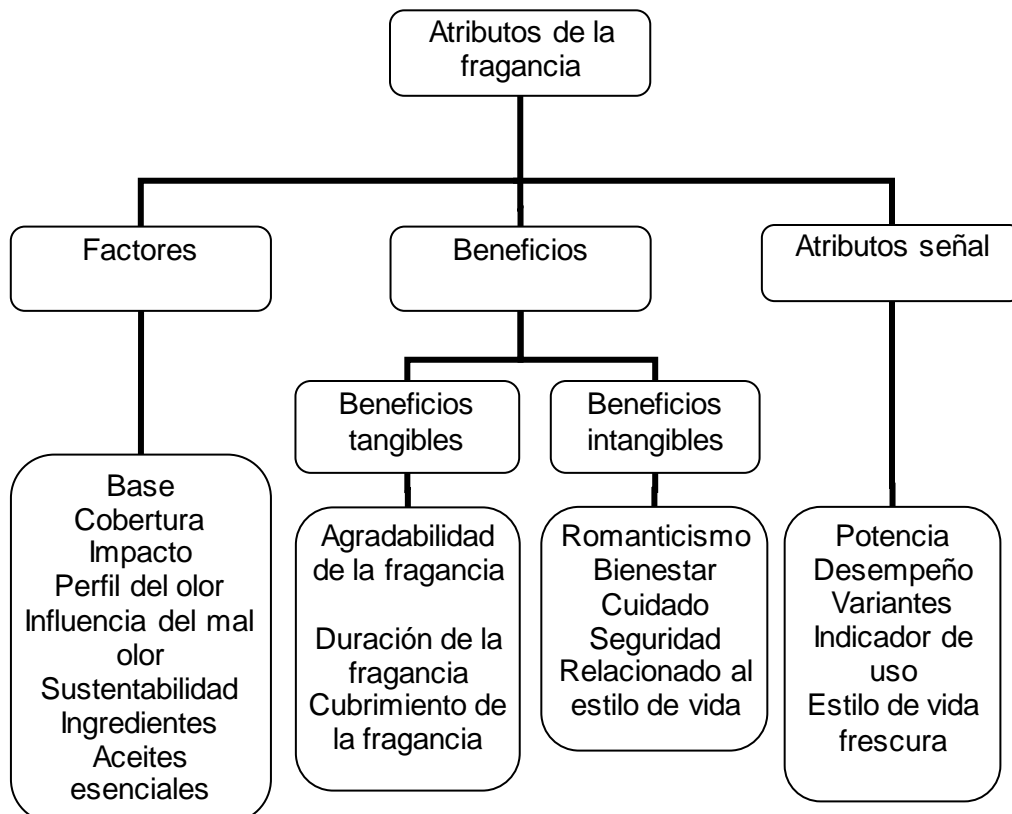 Atributos de la
fragancia
Factores
Beneficios
Atributos señal
Beneficios
tangibles
Beneficios
intangibles
Base
Cobertura
Impacto
Perfil del olor
Influencia del mal
olor
Sustentabilidad
Ingredientes
Aceites
esenciales
Agradabilidad
de la fragancia
Duración de la
fragancia
Cubrimiento de
la fragancia
Romanticismo
Bienestar
Cuidado
Seguridad
Relacionado al
estilo de vida
Potencia
Desempeño
Variantes
Indicador de
uso
Estilo de vida
frescura